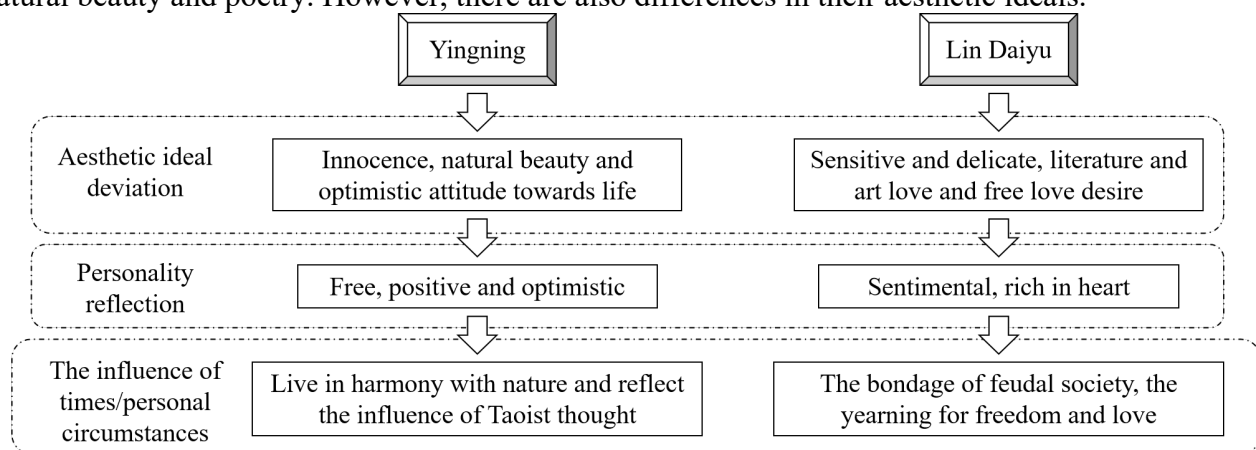 natural beauty and poetry. However, there are also differences in their aesthetic ideals.
Yingning
Lin Daiyu
Aesthetic ideal
deviation
Innocence, natural beauty and
optimistic attitude towards life
Sensitive and delicate, literature and
art love and free love desire
Personality
reflection
Free, positive and optimistic
Sentimental, rich in heart
The influence of
times/personal
circumstances
Live in harmony with nature and reflect
the influence of Taoist thought
The bondage of feudal society, the
yearning for freedom and love